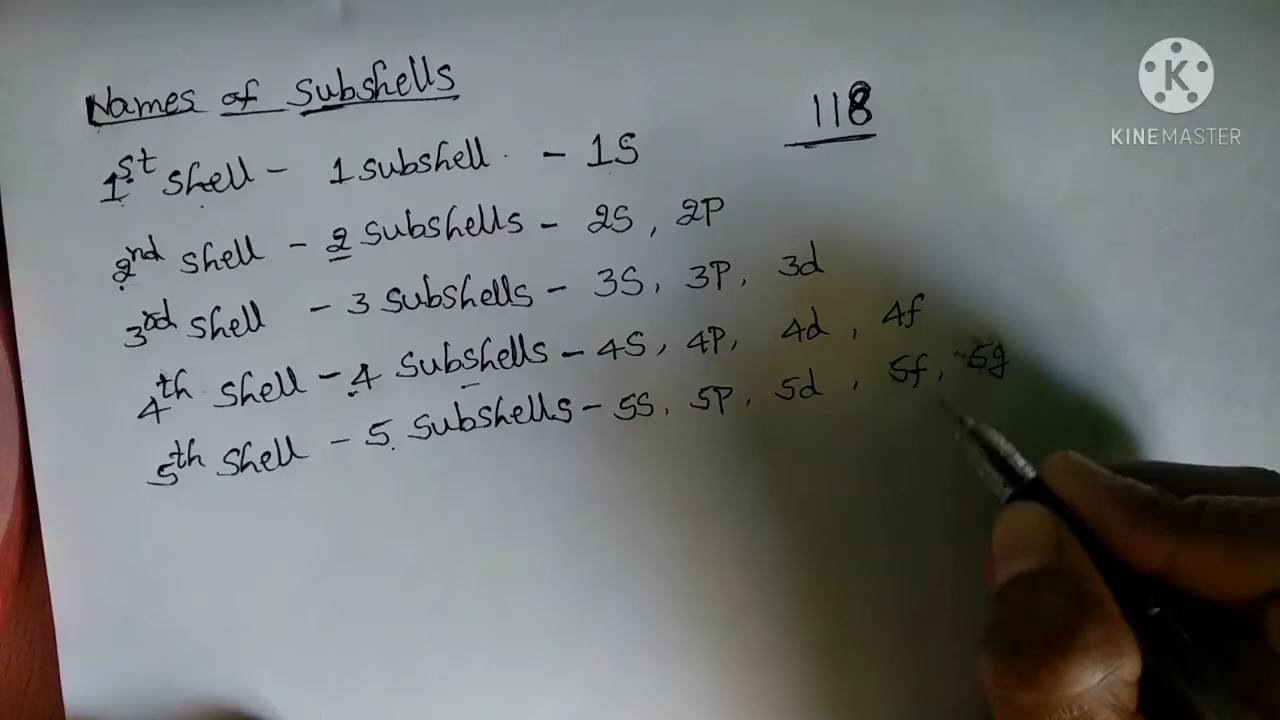 Names of Subshells
118
1st shell - 1 subshell - 1S
2nd shell - 2 subshells - 2S, 2P
3rd shell - 3 subshells - 3S, 3P, 3d
4th shell - 4 subshells - 4S, 4P, 4d, 4f
5th shell - 5 subshells - 5S, 5P, 5d, 5f, 5g
K
KINEMASTER